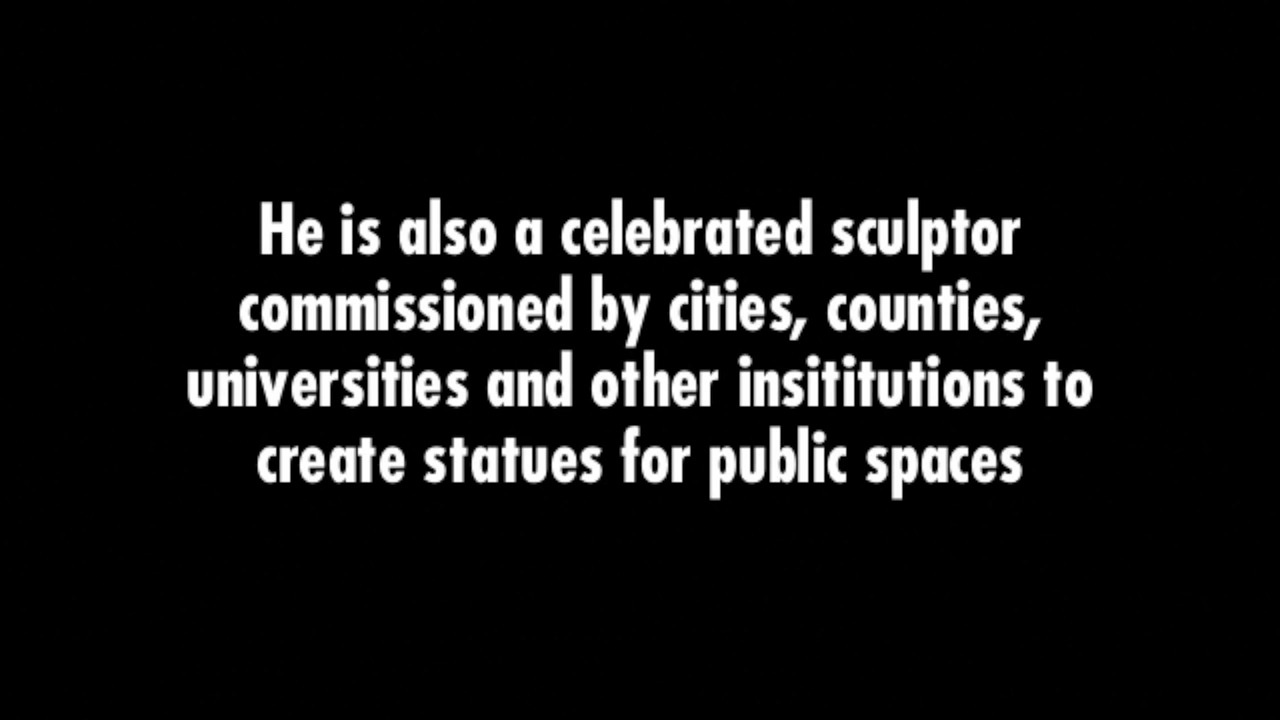 He is also a celebrated sculptor
commissioned by cities, counties,
universities and other insititutions to
create statues for public spaces